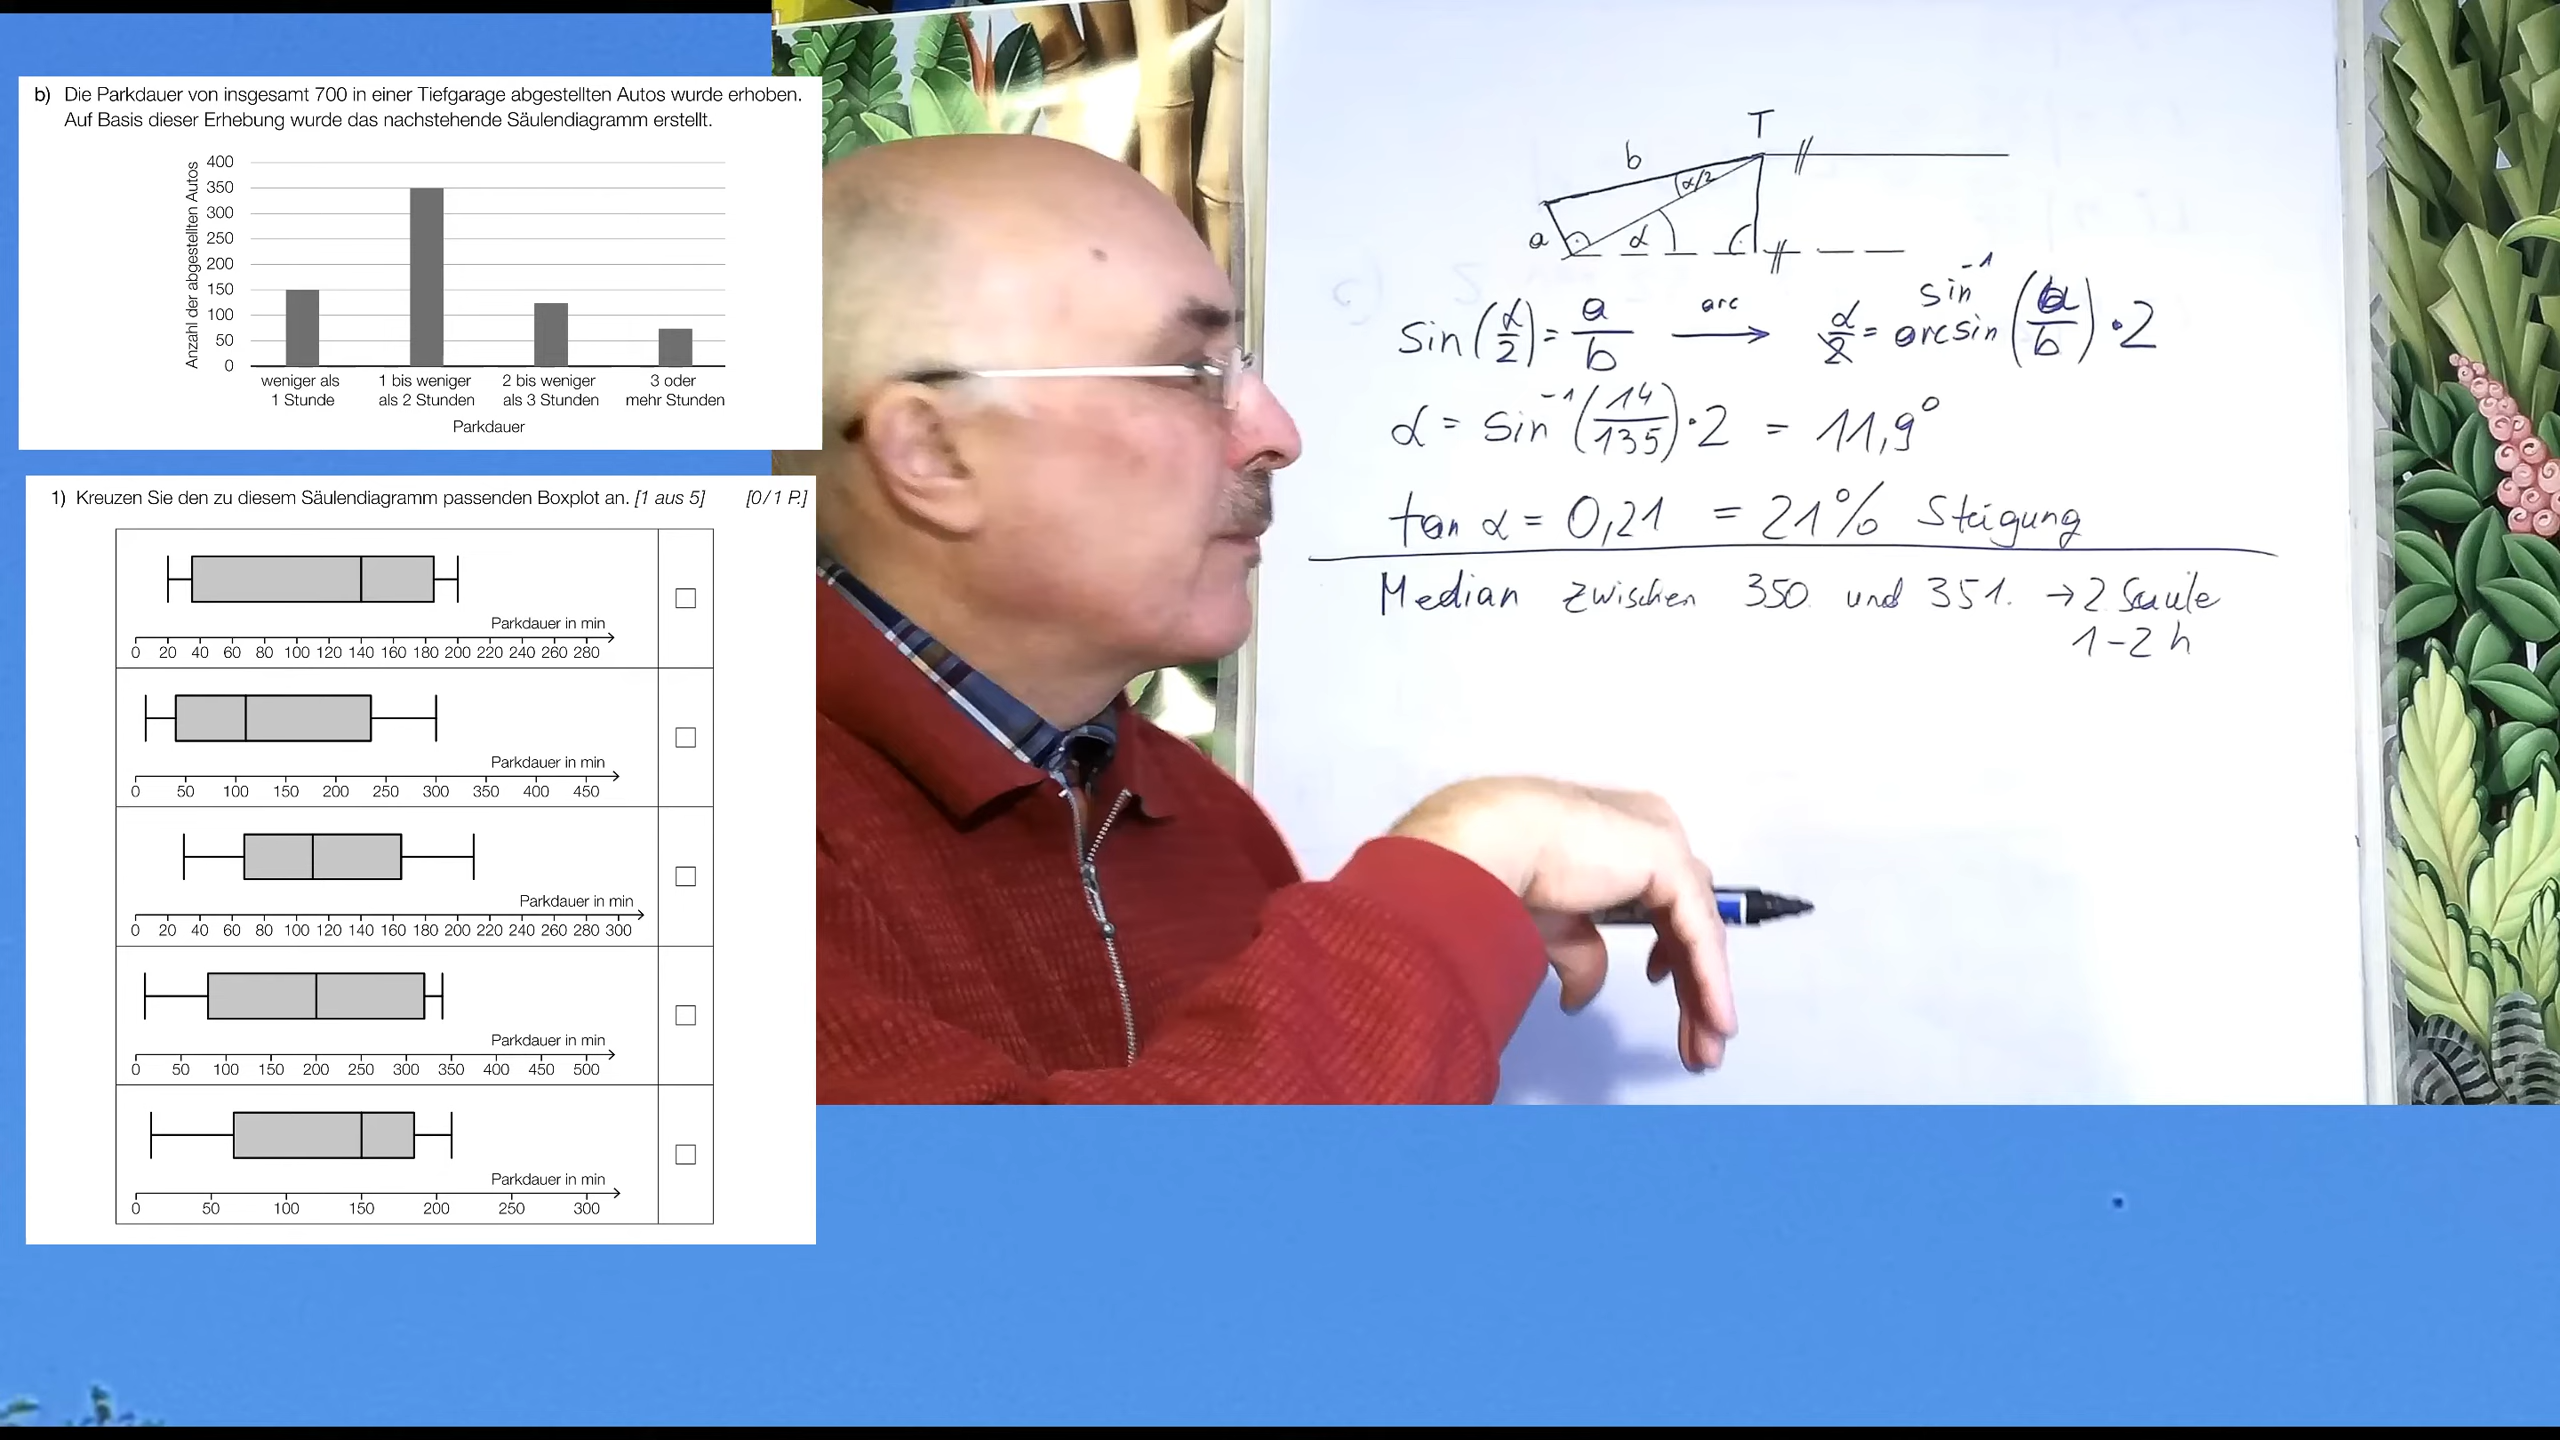 b) Die Parkdauer von insgesamt 700 in einer Tiefgarage abgestellten Autos wurde erhoben.
Auf Basis dieser Erhebung wurde das nachstehende Säulendiagramm erstellt.
Anzahl der abgestellten Autos
400
350
300
250
200
150
100
50
0
weniger als 1 bis weniger 2 bis weniger 3 oder
1 Stunde als 2 Stunden als 3 Stunden mehr Stunden
Parkdauer
1) Kreuzen Sie den zu diesem Säulendiagramm passenden Boxplot an. [1 aus 5] [0/1 P.]
Parkdauer in min
0 20 40 60 80 100 120 140 160 180 200 220 240 260 280
Parkdauer in min
0 50 100 150 200 250 300 350 400 450
Parkdauer in min
0 20 40 60 80 100 120 140 160 180 200 220 240 260 280 300
Parkdauer in min
0 50 100 150 200 250 300 350 400 450 500
Parkdauer in min
0 50 100 150 200 250 300
T
b
α/2
a α
sin(α/2) = a/b arc → α/2 = arcsin (a/b) · 2
sin⁻¹
α = sin⁻¹(14/135) · 2 = 11,9°
tan α = 0,21 = 21% Steigung
Median zwischen 350. und 351. → 2. Säule
1-2 h